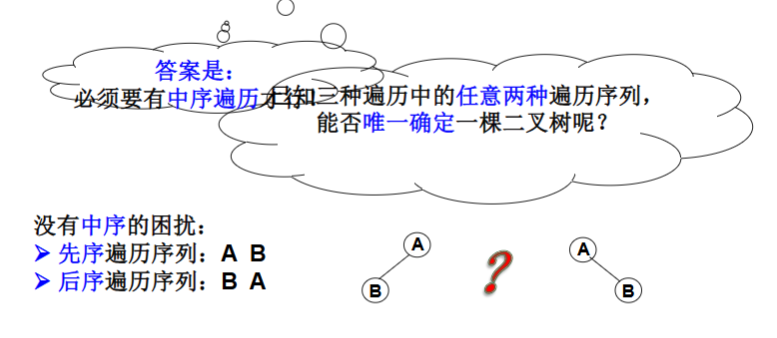 答案是：
必须要有中序遍历才行！
已知三种遍历中的任意两种遍历序列，
能否唯一确定一棵二叉树呢？
没有中序的困扰：
➢ 先序遍历序列：A B
➢ 后序遍历序列：B A
A
B
?
A
B